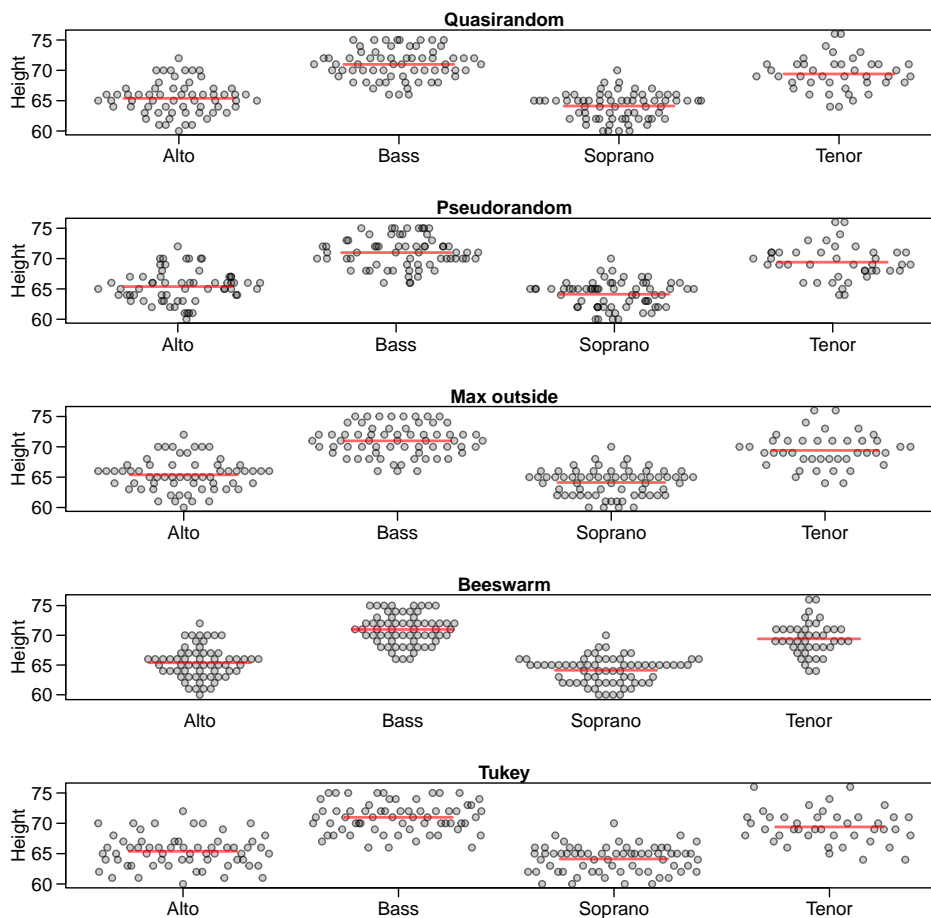 Quasirandom
Height
75
70
65
60
Alto Bass Soprano Tenor
Pseudorandom
Height
75
70
65
60
Alto Bass Soprano Tenor
Max outside
Height
75
70
65
60
Alto Bass Soprano Tenor
Beeswarm
Height
75
70
65
60
Alto Bass Soprano Tenor
Tukey
Height
75
70
65
60
Alto Bass Soprano Tenor